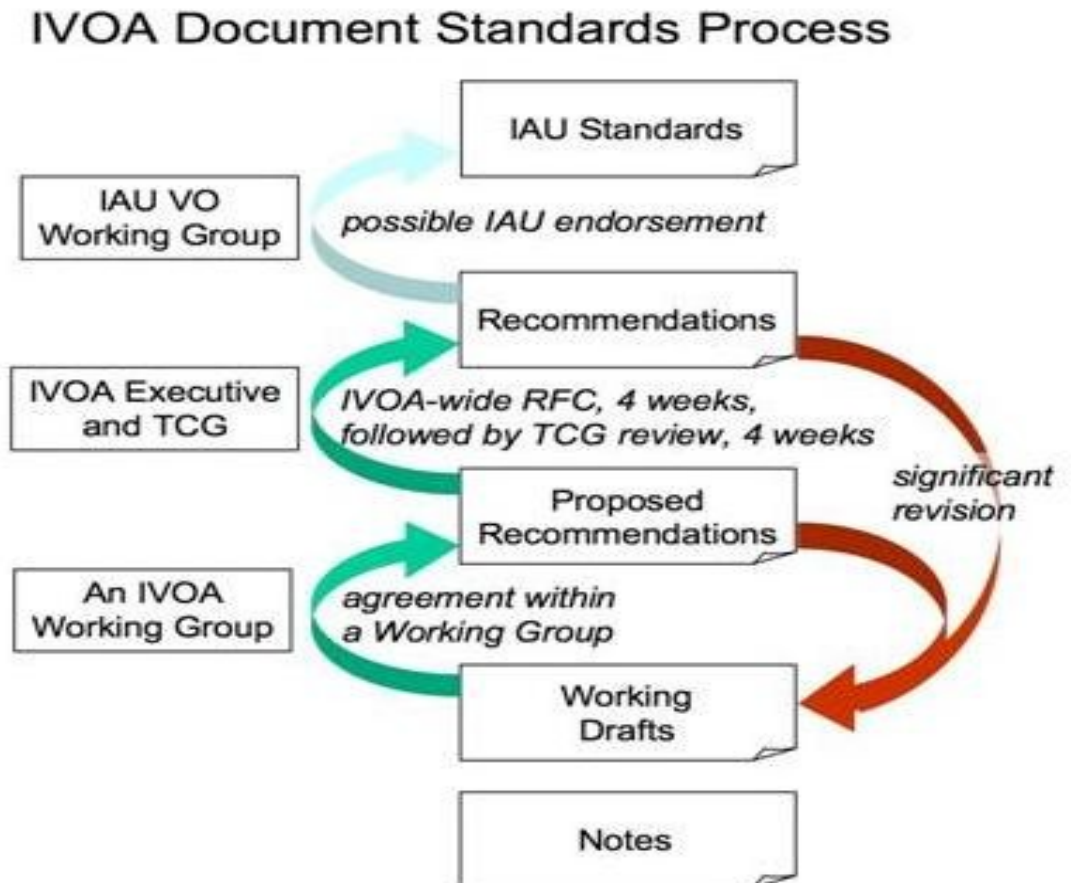 IVOA Document Standards Process
IAU Standards
IAU VO
Working Group
possible IAU endorsement
Recommendations
IVOA Executive
and TCG
IVOA-wide RFC, 4 weeks,
followed by TCG review, 4 weeks
significant
revision
Proposed
Recommendations
An IVOA
Working Group
agreement within
a Working Group
Working
Drafts
Notes